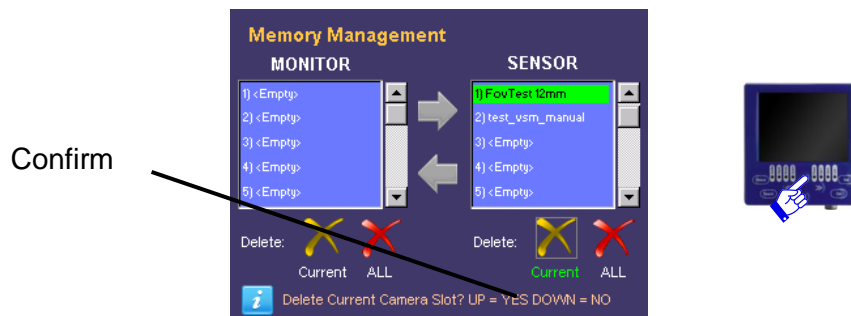 Memory Management
MONITOR
SENSOR
1) <Empty>
2) <Empty>
3) <Empty>
4) <Empty>
5) <Empty>
1) FovTest 12mm
2) test_vsm_manual
3) <Empty>
4) <Empty>
5) <Empty>
Confirm
Delete:
Current
ALL
Delete:
Current
ALL
i
Delete Current Camera Slot? UP = YES DOWN = NO